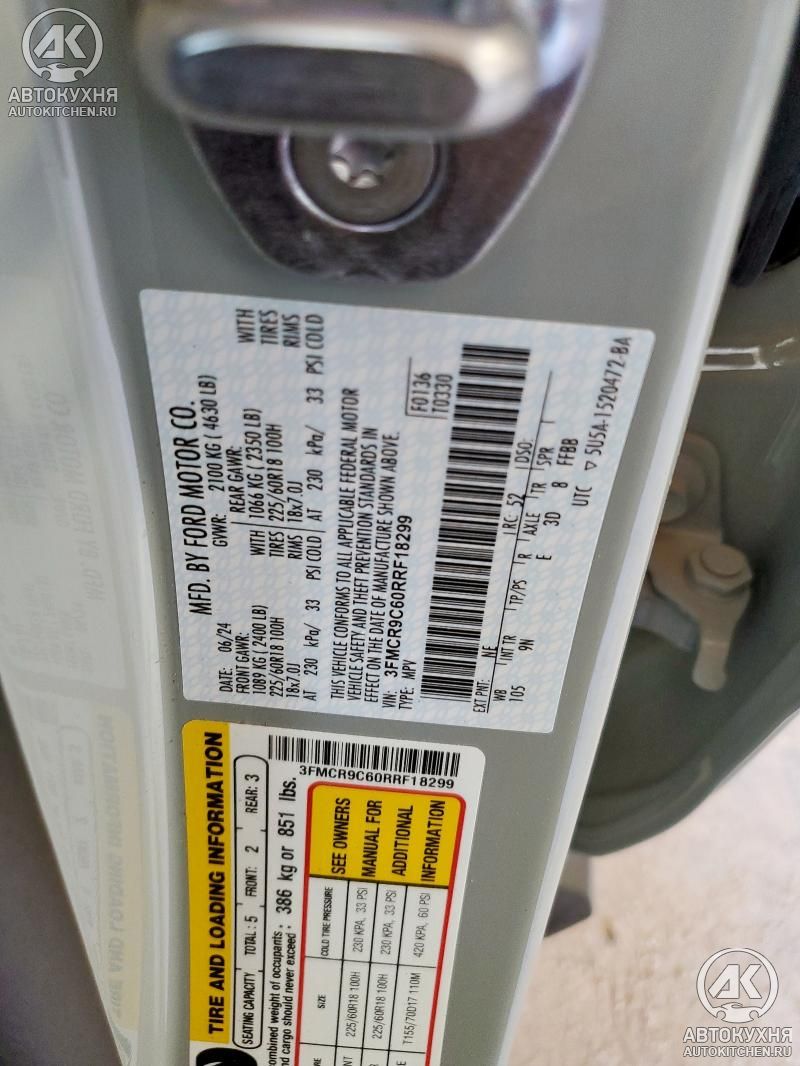 АВТОКУХНЯ
AUTOKITCHEN.RU
MFD. BY FORD MOTOR CO.
DATE: 06/24 GVWR: 2100 KG ( 4630 LB)
FRONT GAWR: REAR GAWR:
1089 KG ( 2400 LB) WITH 1066 KG ( 2350 LB) WITH
225/60R18 100H TIRES 225/60R18 100H TIRES
18x7.0J RIMS 18x7.0J RIMS
AT 230 kPa/ 33 PSI COLD AT 230 kPa/ 33 PSI COLD
THIS VEHICLE CONFORMS TO ALL APPLICABLE FEDERAL MOTOR
VEHICLE SAFETY AND THEFT PREVENTION STANDARDS IN
EFFECT ON THE DATE OF MANUFACTURE SHOWN ABOVE.
VIN: 3FMCR9C60RRF18299
TYPE: MPV
F0136
T0330
EXT PNT: NE RC: 52 DSO:
WB INT TR TP/PS R AXLE TR SPR
105 9N E 3D 8 FFBB
UTC ▽ 5U5A-1520472-BA
TIRE AND LOADING INFORMATION
SEATING CAPACITY TOTAL: 5 FRONT: 2 REAR: 3
combined weight of occupants
and cargo should never exceed : 386 kg or 851 lbs.
3FMCR9C60RRF18299
SIZE COLD TIRE PRESSURE
225/60R18 100H 230 KPA, 33 PSI
225/60R18 100H 230 KPA, 33 PSI
T155/70D17 110M 420 KPA, 60 PSI
SEE OWNERS
MANUAL FOR
ADDITIONAL
INFORMATION
АВТОКУХНЯ
AUTOKITCHEN.RU